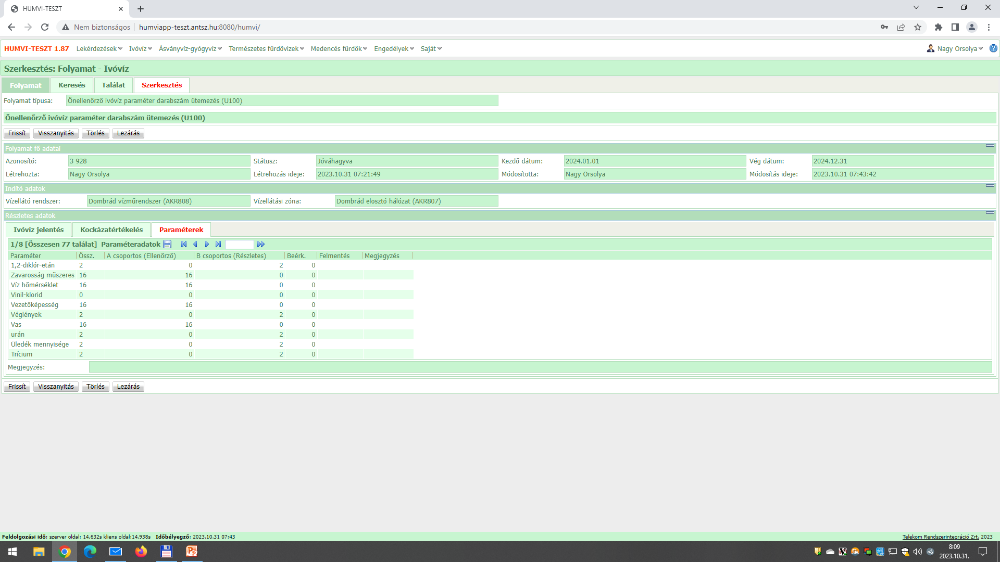 HUMVI-TESZT
Nem biztonságos humviapp-teszt.antsz.hu:8080/humvi/
HUMVI-TESZT 1.87 Lekérdezések Ivóvíz Ásványvíz-gyógyvíz Természetes fürdővizek Medencés fürdők Engedélyek Saját Nagy Orsolya ?
Szerkesztés: Folyamat - Ivóvíz
Folyamat Keresés Találat Szerkesztés
Folyamat típusa: Önellenőrző ivóvíz paraméter darabszám ütemezés (U100)
Önellenőrző ivóvíz paraméter darabszám ütemezés (U100)
Frissít Visszanyitás Törlés Lezárás
Folyamat fő adatai
Azonosító: 3 928 Státusz: Jóváhagyva Kezdő dátum: 2024.01.01 Vég dátum: 2024.12.31
Létrehozta: Nagy Orsolya Létrehozás ideje: 2023.10.31 07:21:49 Módosította: Nagy Orsolya Módosítás ideje: 2023.10.31 07:43:42
Indító adatok
Vízellátó rendszer: Dombrád vízműrendszer (AKR808) Vízellátási zóna: Dombrád elosztó hálózat (AKR807)
Részletes adatok
Ivóvíz jelentés Kockázatértékelés Paraméterek
1/8 [Összesen 77 találat] Paraméteradatok
Paraméter Össz. A csoportos (Ellenőrző) B csoportos (Részletes) Beérk. Felmentés Megjegyzés
1,2-diklór-etán 2 0 2 0
Zavarosság műszeres 16 16 0 0
Víz hőmérséklet 16 16 0 0
Vinil-klorid 0 0 0 0
Vezetőképesség 16 16 0 0
Véglények 2 0 2 0
Vas 16 16 0 0
urán 2 0 2 0
Üledék mennyisége 2 0 2 0
Trícium 2 0 2 0
Megjegyzés:
Frissít Visszanyitás Törlés Lezárás
Feldolgozási idő: szerver oldal: 14,632s kliens oldal:14,938s Időbélyegző: 2023.10.31 07:43 Telekom Rendszerintegráció Zrt. 2023
8:09
2023.10.31.